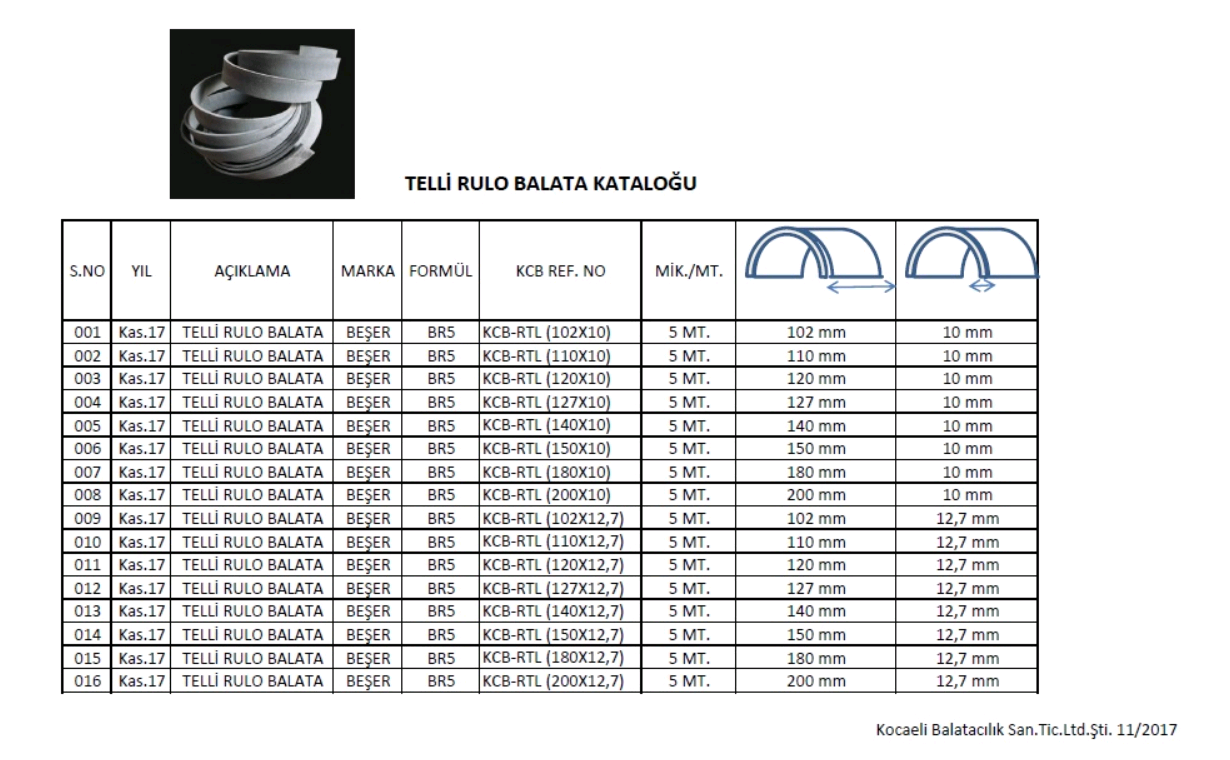 TELLİ RULO BALATA KATALOĞU
S.NO YIL AÇIKLAMA MARKA FORMÜL KCB REF. NO MİK./MT.
001 Kas.17 TELLİ RULO BALATA BEŞER BR5 KCB-RTL (102X10) 5 MT. 102 mm 10 mm
002 Kas.17 TELLİ RULO BALATA BEŞER BR5 KCB-RTL (110X10) 5 MT. 110 mm 10 mm
003 Kas.17 TELLİ RULO BALATA BEŞER BR5 KCB-RTL (120X10) 5 MT. 120 mm 10 mm
004 Kas.17 TELLİ RULO BALATA BEŞER BR5 KCB-RTL (127X10) 5 MT. 127 mm 10 mm
005 Kas.17 TELLİ RULO BALATA BEŞER BR5 KCB-RTL (140X10) 5 MT. 140 mm 10 mm
006 Kas.17 TELLİ RULO BALATA BEŞER BR5 KCB-RTL (150X10) 5 MT. 150 mm 10 mm
007 Kas.17 TELLİ RULO BALATA BEŞER BR5 KCB-RTL (180X10) 5 MT. 180 mm 10 mm
008 Kas.17 TELLİ RULO BALATA BEŞER BR5 KCB-RTL (200X10) 5 MT. 200 mm 10 mm
009 Kas.17 TELLİ RULO BALATA BEŞER BR5 KCB-RTL (102X12,7) 5 MT. 102 mm 12,7 mm
010 Kas.17 TELLİ RULO BALATA BEŞER BR5 KCB-RTL (110X12,7) 5 MT. 110 mm 12,7 mm
011 Kas.17 TELLİ RULO BALATA BEŞER BR5 KCB-RTL (120X12,7) 5 MT. 120 mm 12,7 mm
012 Kas.17 TELLİ RULO BALATA BEŞER BR5 KCB-RTL (127X12,7) 5 MT. 127 mm 12,7 mm
013 Kas.17 TELLİ RULO BALATA BEŞER BR5 KCB-RTL (140X12,7) 5 MT. 140 mm 12,7 mm
014 Kas.17 TELLİ RULO BALATA BEŞER BR5 KCB-RTL (150X12,7) 5 MT. 150 mm 12,7 mm
015 Kas.17 TELLİ RULO BALATA BEŞER BR5 KCB-RTL (180X12,7) 5 MT. 180 mm 12,7 mm
016 Kas.17 TELLİ RULO BALATA BEŞER BR5 KCB-RTL (200X12,7) 5 MT. 200 mm 12,7 mm
Kocaeli Balatacılık San.Tic.Ltd.Şti. 11/2017